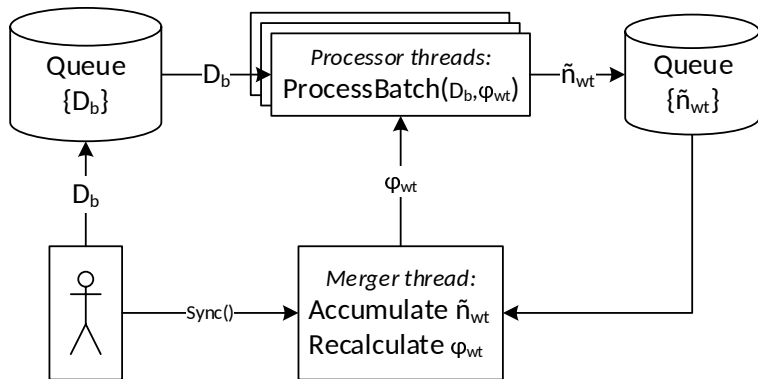 Queue
{D_b}
D_b
Processor threads:
ProcessBatch(D_b,φ_wt)
ñ_wt
Queue
{ñ_wt}
D_b
φ_wt
Sync()
Merger thread:
Accumulate ñ_wt
Recalculate φ_wt